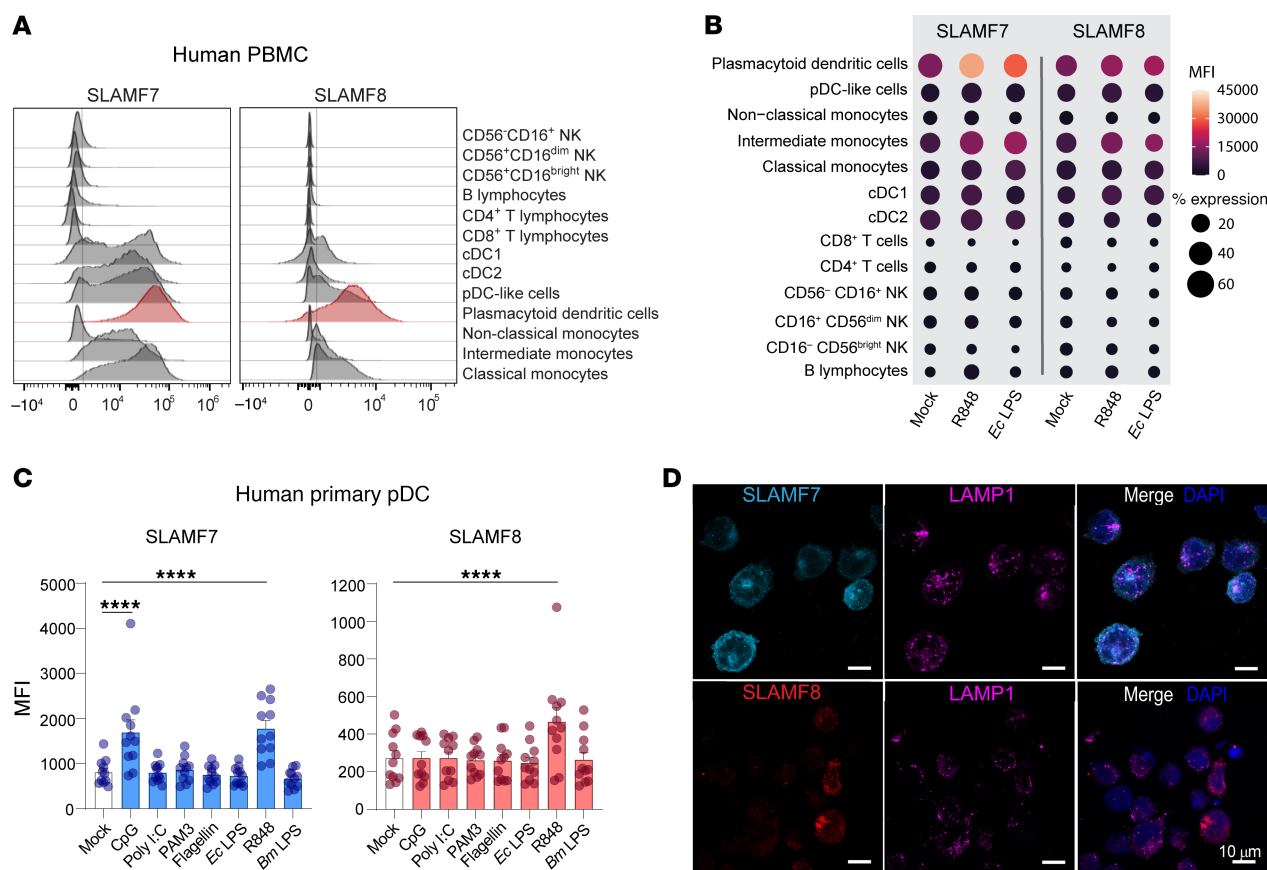 A
Human PBMC
SLAMF7
SLAMF8
CD56⁻CD16⁺ NK
CD56⁺CD16ᵈⁱᵐ NK
CD56⁺CD16ᵇʳⁱᵍʰᵗ NK
B lymphocytes
CD4⁺ T lymphocytes
CD8⁺ T lymphocytes
cDC1
cDC2
pDC-like cells
Plasmacytoid dendritic cells
Non-classical monocytes
Intermediate monocytes
Classical monocytes
−10⁴ 0 10⁴ 10⁵ 10⁶
−10⁴ 0 10⁴ 10⁵
B
SLAMF7 SLAMF8
Plasmacytoid dendritic cells
pDC-like cells
Non−classical monocytes
Intermediate monocytes
Classical monocytes
cDC1
cDC2
CD8⁺ T cells
CD4⁺ T cells
CD56⁻ CD16⁺ NK
CD16⁺ CD56ᵈⁱᵐ NK
CD16⁻ CD56ᵇʳⁱᵍʰᵗ NK
B lymphocytes
Mock R848 Ec LPS Mock R848 Ec LPS
MFI
45000
30000
15000
0
% expression
20
40
60
C
Human primary pDC
SLAMF7
****
****
MFI
5000
4000
3000
2000
1000
0
Mock CpG Poly I:C PAM3 Flagellin Ec LPS R848 Bm LPS
SLAMF8
****
1200
1000
800
600
400
200
0
Mock CpG Poly I:C PAM3 Flagellin Ec LPS R848 Bm LPS
D
SLAMF7 LAMP1 Merge DAPI
SLAMF8 LAMP1 Merge DAPI
10 µm